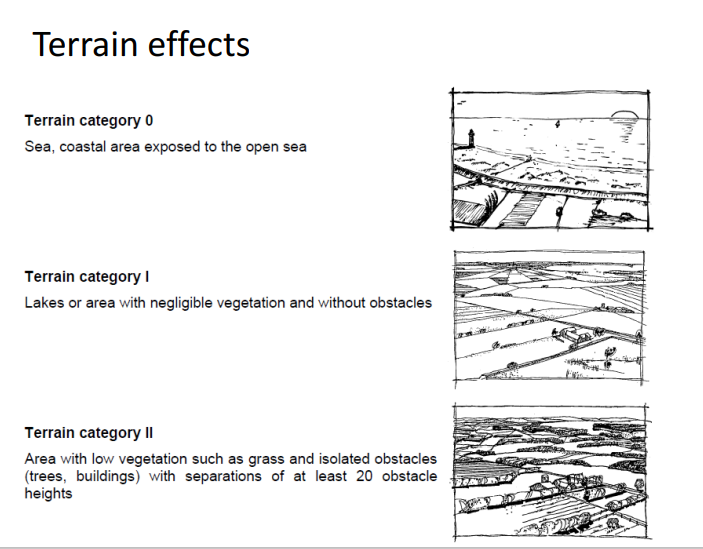 Terrain effects
Terrain category 0
Sea, coastal area exposed to the open sea
Terrain category I
Lakes or area with negligible vegetation and without obstacles
Terrain category II
Area with low vegetation such as grass and isolated obstacles
(trees, buildings) with separations of at least 20 obstacle
heights